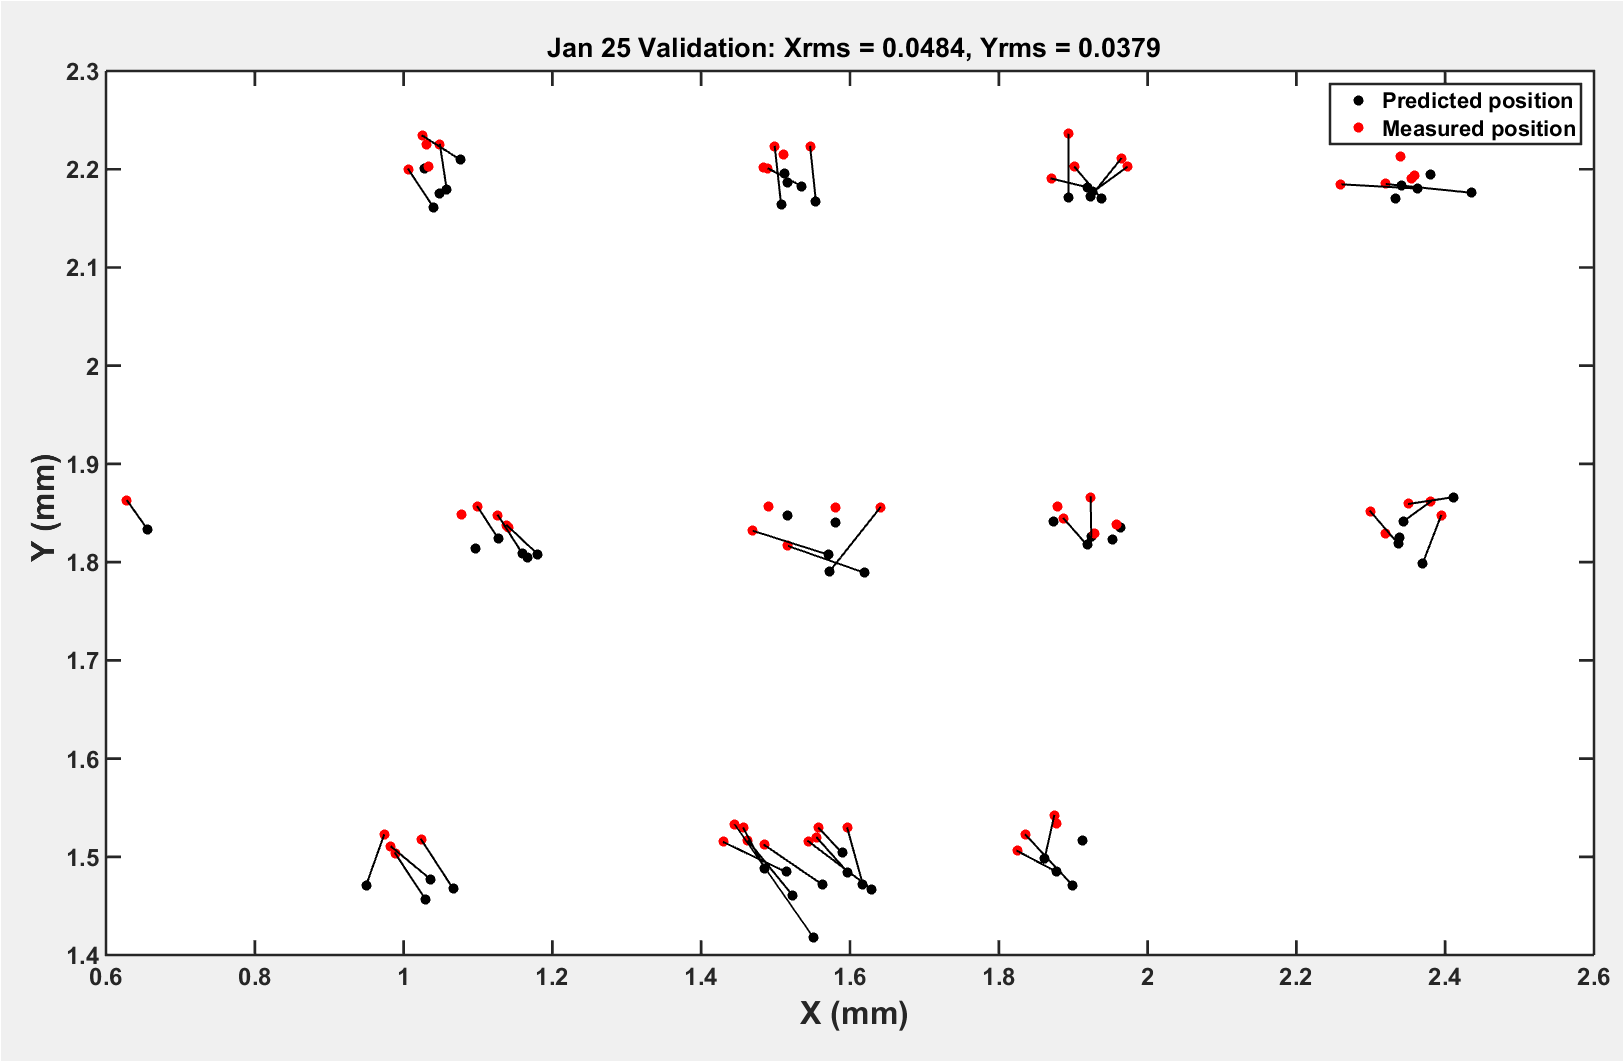 Jan 25 Validation: Xrms = 0.0484, Yrms = 0.0379
Predicted position
Measured position
2.3
2.2
2.1
2
1.9
1.8
1.7
1.6
1.5
1.4
Y (mm)
0.6 0.8 1 1.2 1.4 1.6 1.8 2 2.2 2.4 2.6
X (mm)